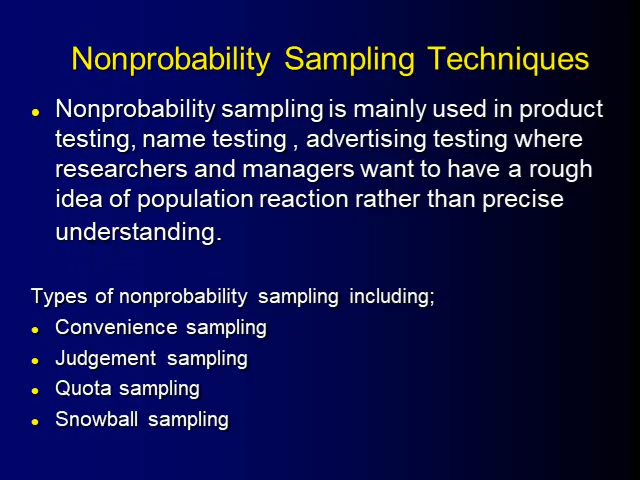 Nonprobability Sampling Techniques
• Nonprobability sampling is mainly used in product
testing, name testing , advertising testing where
researchers and managers want to have a rough
idea of population reaction rather than precise
understanding.
Types of nonprobability sampling including;
• Convenience sampling
• Judgement sampling
• Quota sampling
• Snowball sampling